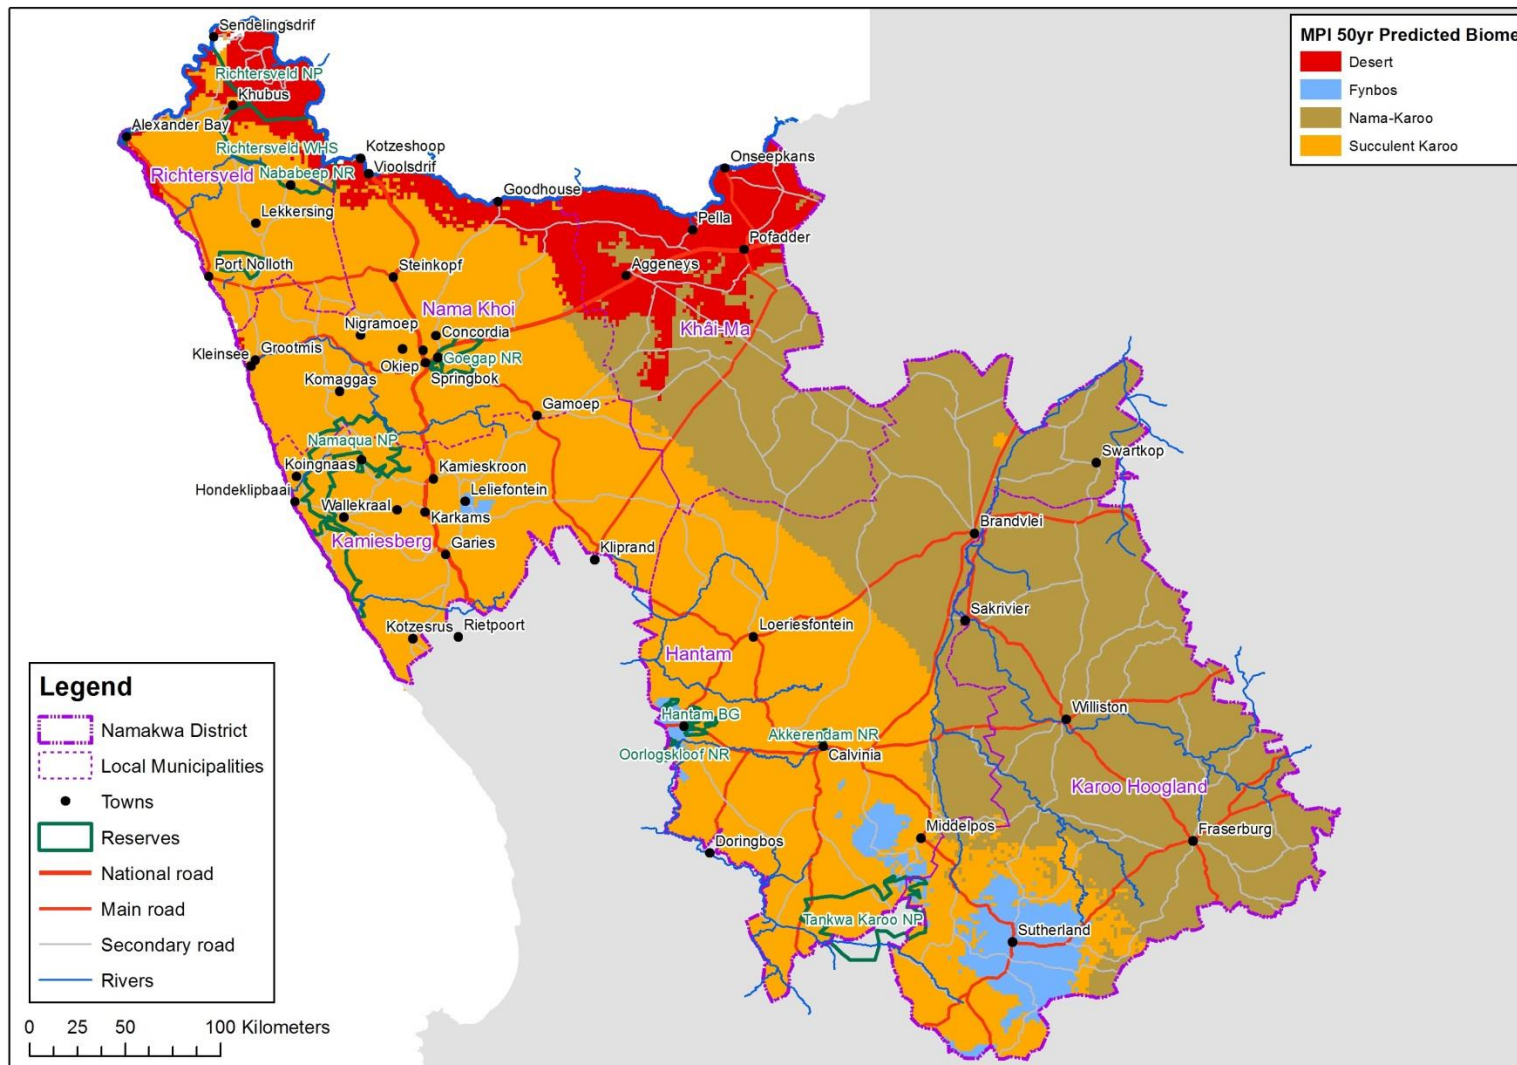 MPI 50yr Predicted Biome
Desert
Fynbos
Nama-Karoo
Succulent Karoo
Sendelingsdrif
Richtersveld NP
Khubus
Alexander Bay
Richtersveld WHS
Kotzeshoop
Vioolsdrif
Richtersveld
Nababeep NR
Onseepkans
Goodhouse
Lekkersing
Pella
Pofadder
Port Nolloth
Steinkopf
Aggeneys
Nama Khoi
Khâi-Ma
Nigramoep
Concordia
Kleinsee
Grootmis
Okiep
Goegap NR
Springbok
Komaggas
Gamoep
Namaqua NP
Koingnaas
Kamieskroon
Swartkop
Hondeklipbaai
Leliefontein
Wallekraal
Karkams
Kamiesberg
Garies
Brandvlei
Kliprand
Sakrivier
Kotzesrus
Rietpoort
Loeriesfontein
Hantam
Hantam BG
Williston
Akkerendam NR
Oorlogskloof NR
Calvinia
Karoo Hoogland
Middelpos
Fraserburg
Doringbos
Tankwa Karoo NP
Sutherland
Legend
Namakwa District
Local Municipalities
Towns
Reserves
National road
Main road
Secondary road
Rivers
0 25 50 100 Kilometers